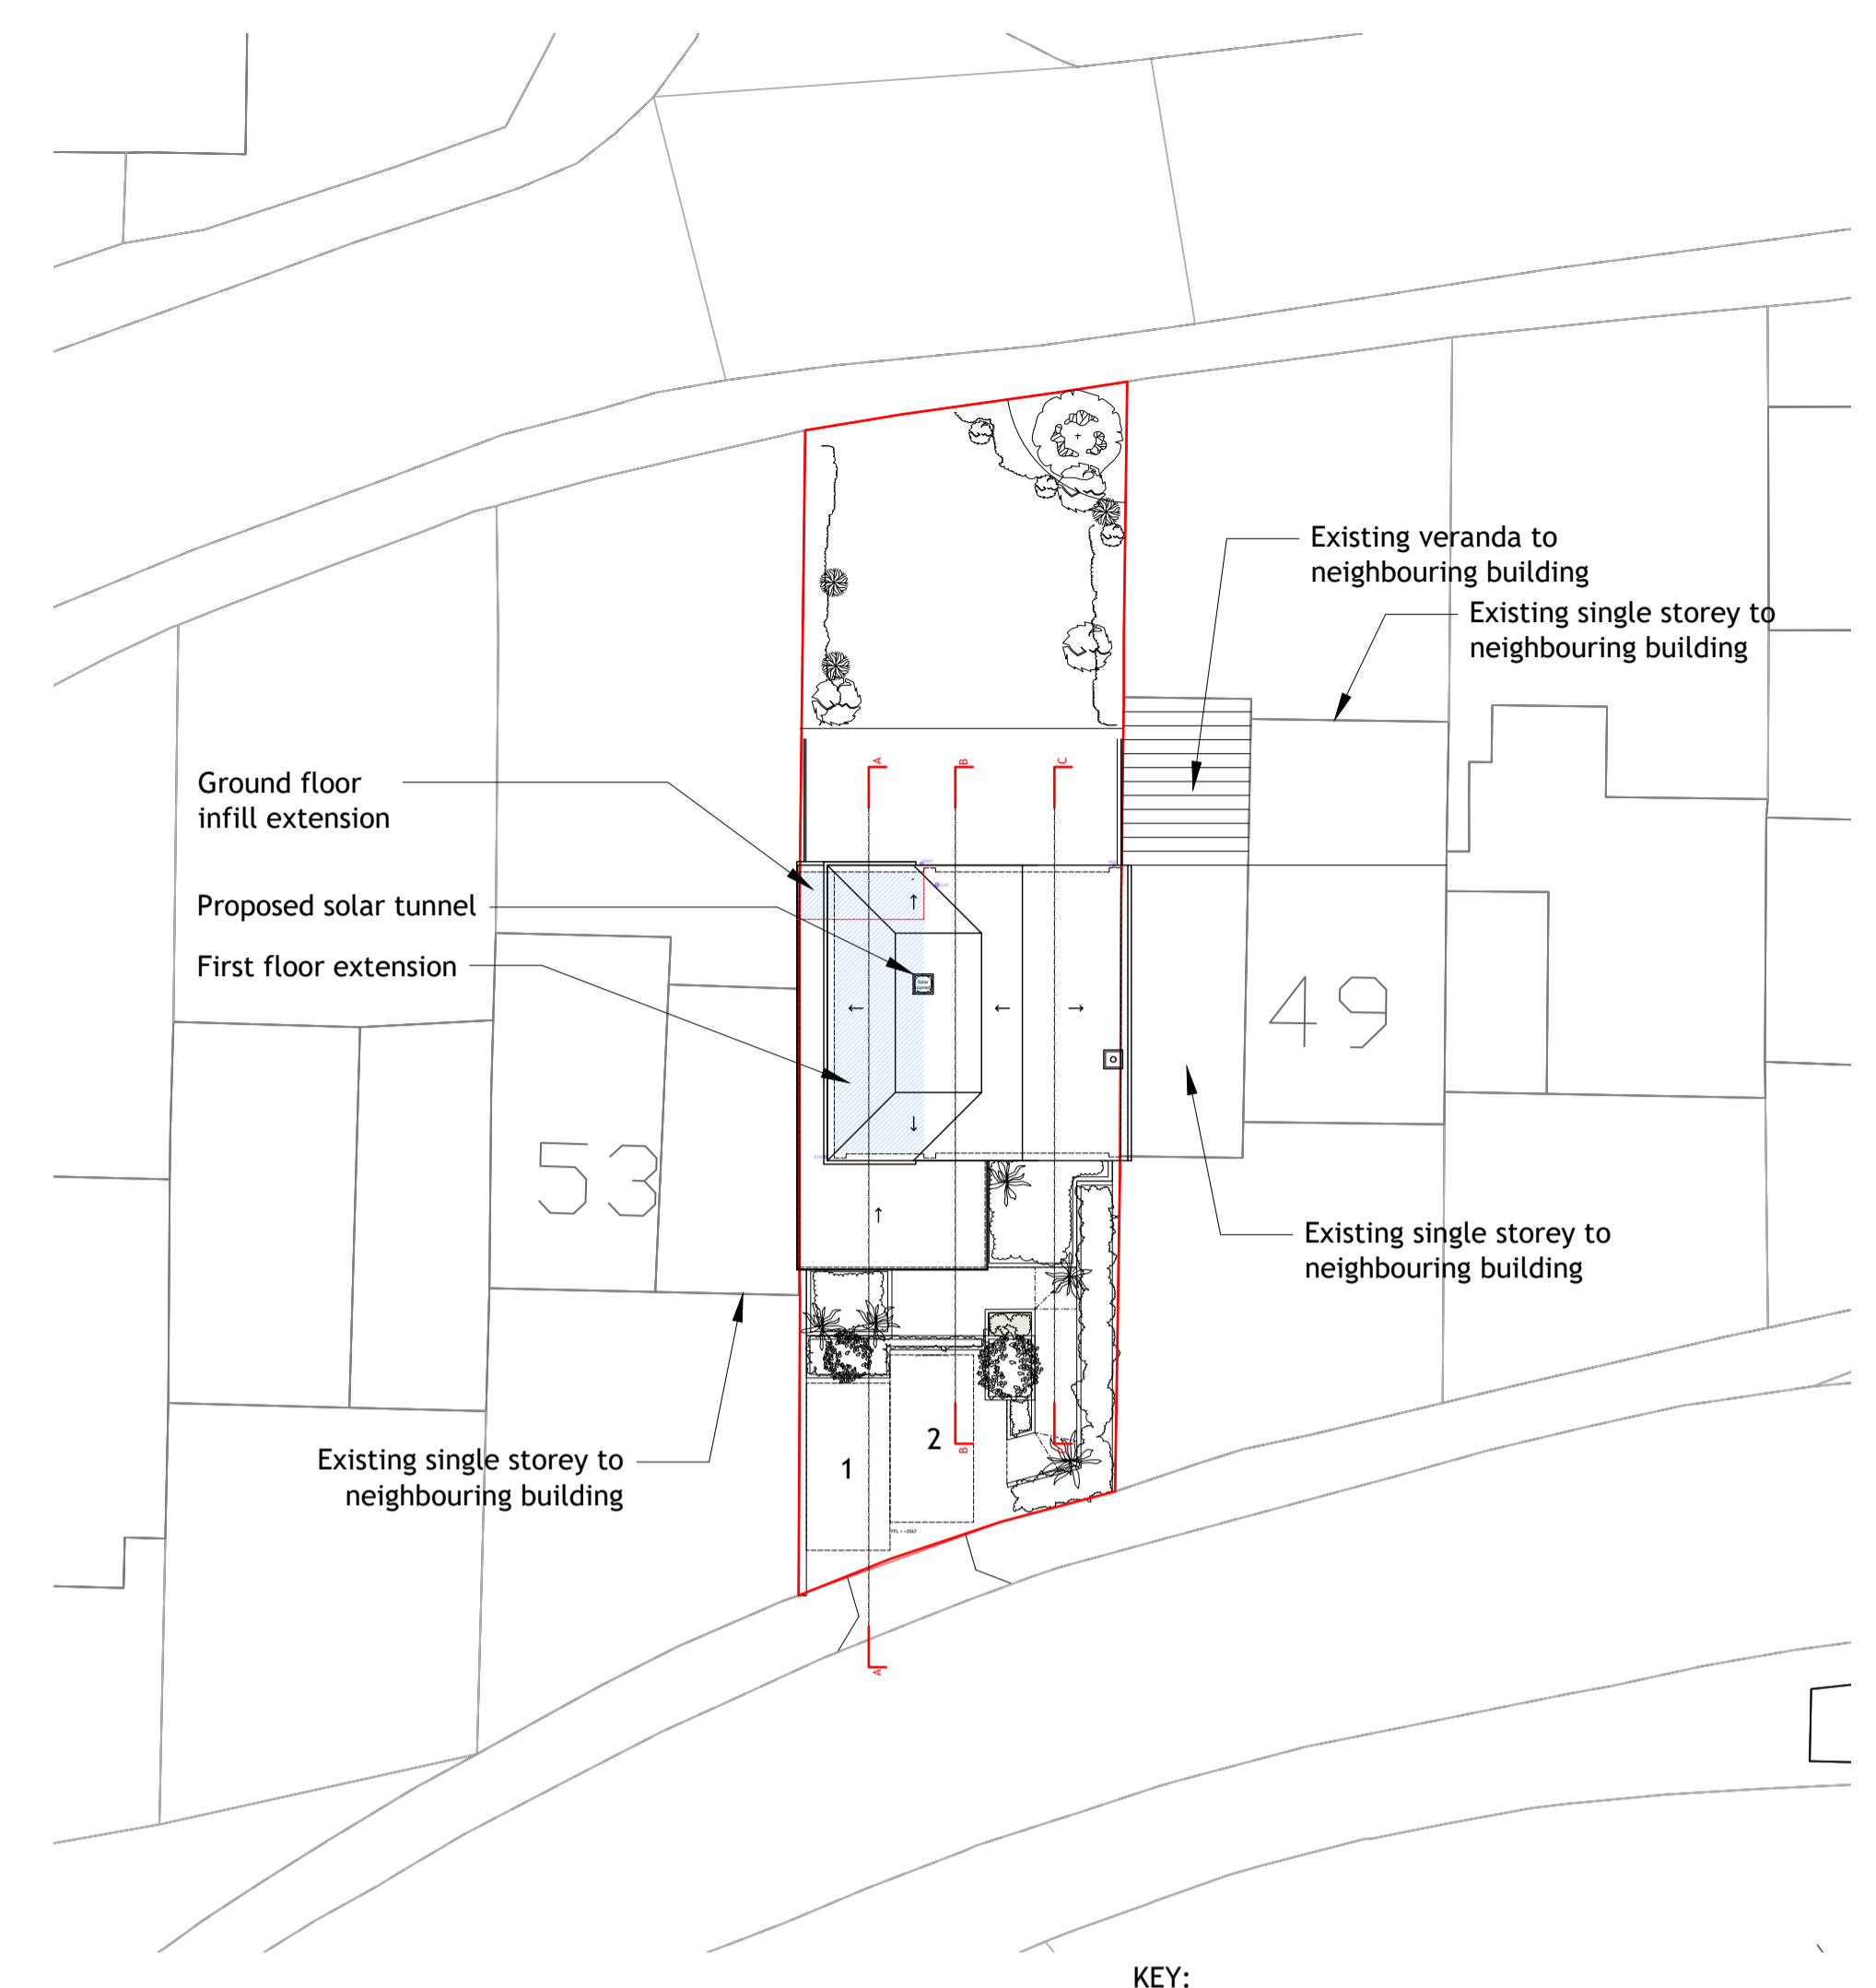 A
B
C
Existing veranda to
neighbouring building
Existing single storey to
neighbouring building
Ground floor
infill extension
Proposed solar tunnel
First floor extension
49
53
Existing single storey to
neighbouring building
Existing single storey to
neighbouring building
1
2
B
A
KEY: